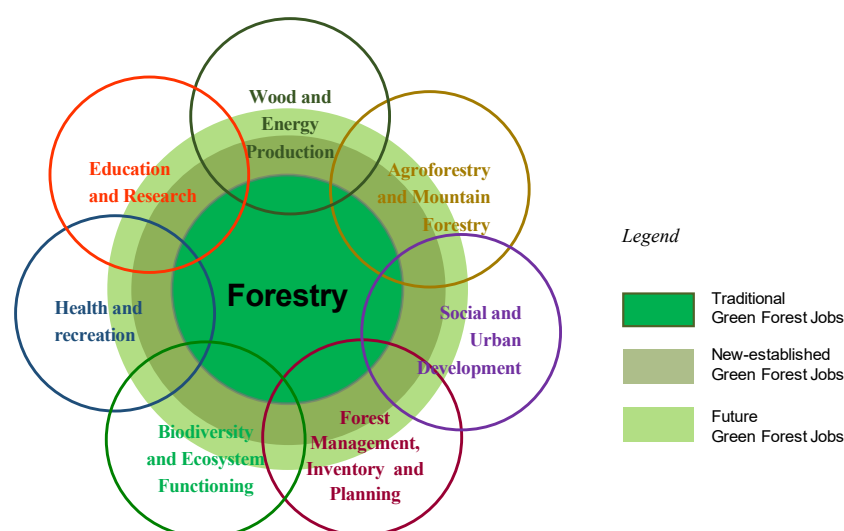 Wood and
Energy
Production
Education
and Research
Agroforestry
and Mountain
Forestry
Forestry
Health and
recreation
Social and
Urban
Development
Biodiversity
and Ecosystem
Functioning
Forest
Management,
Inventory and
Planning
Legend
Traditional
Green Forest Jobs
New-established
Green Forest Jobs
Future
Green Forest Jobs